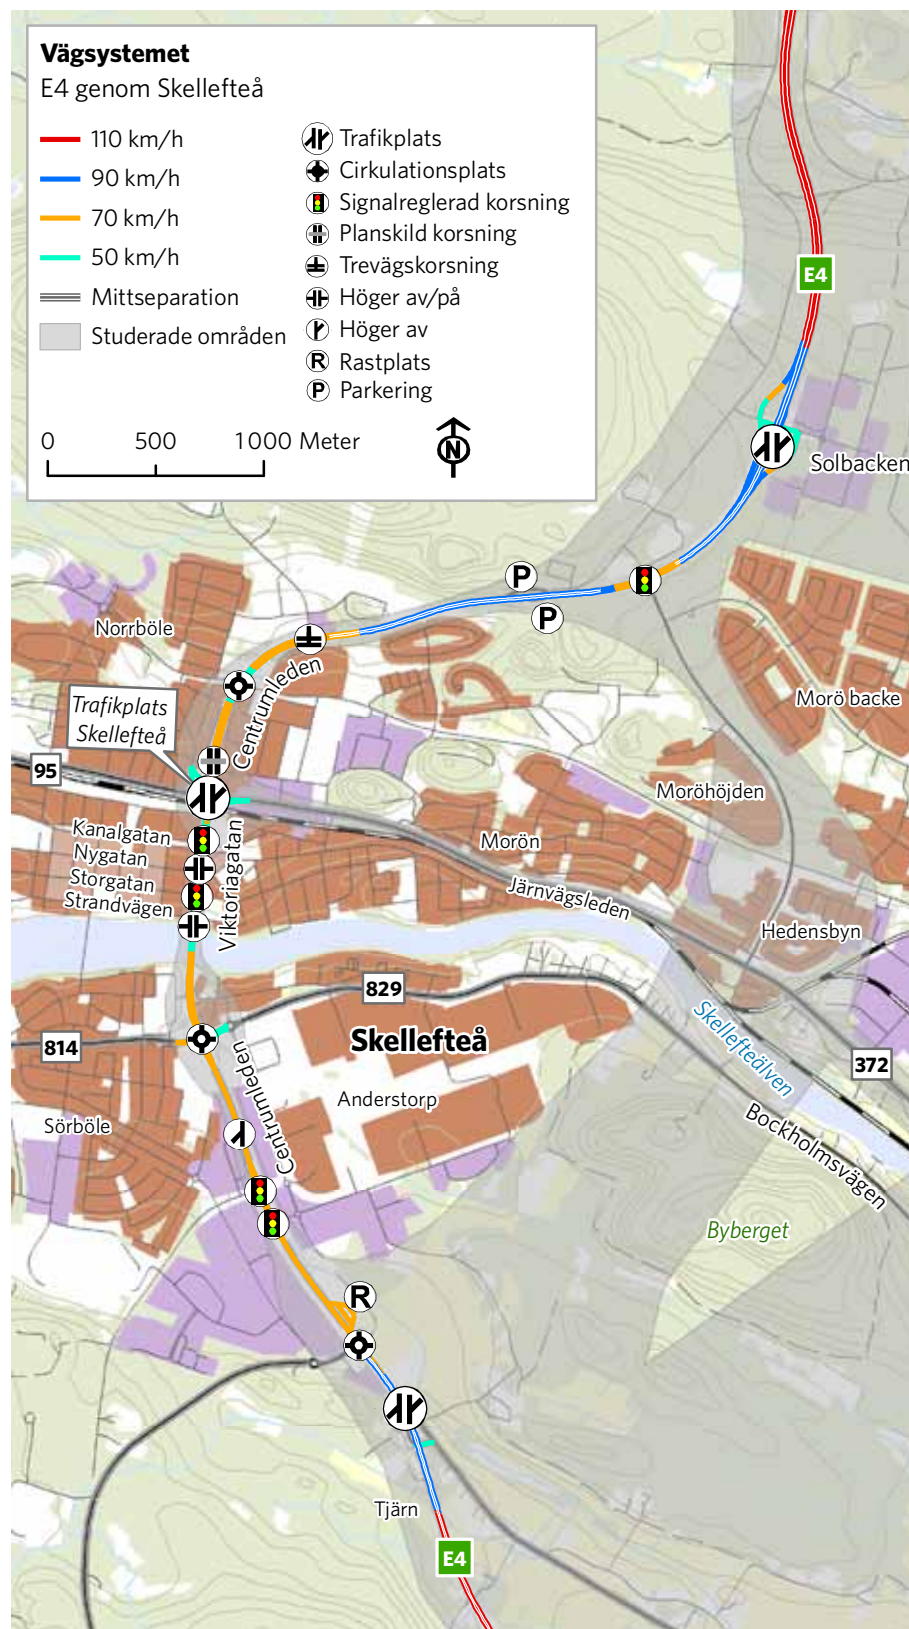 Vägsystemet
E4 genom Skellefteå
110 km/h
90 km/h
70 km/h
50 km/h
Mittseparation
Studerade områden
Trafikplats
Cirkulationsplats
Signalreglerad korsning
Planskild korsning
Trevägskorsning
Höger av/på
Höger av
R Rastplats
P Parkering
0 500 1000 Meter
N
E4
Solbacken
P
P
Norrböle
Centrumleden
Morö backe
Trafikplats
Skellefteå
95
Moröhöjden
Kanalgatan
Nygatan
Storgatan
Strandvägen
Viktoriagatan
Morön
Järnvägsleden
Hedensbyn
829
814
Skellefteå
Skellefteälven
372
Centrumleden
Anderstorp
Sörböle
Bockholmsvägen
Byberget
R
Tjärn
E4